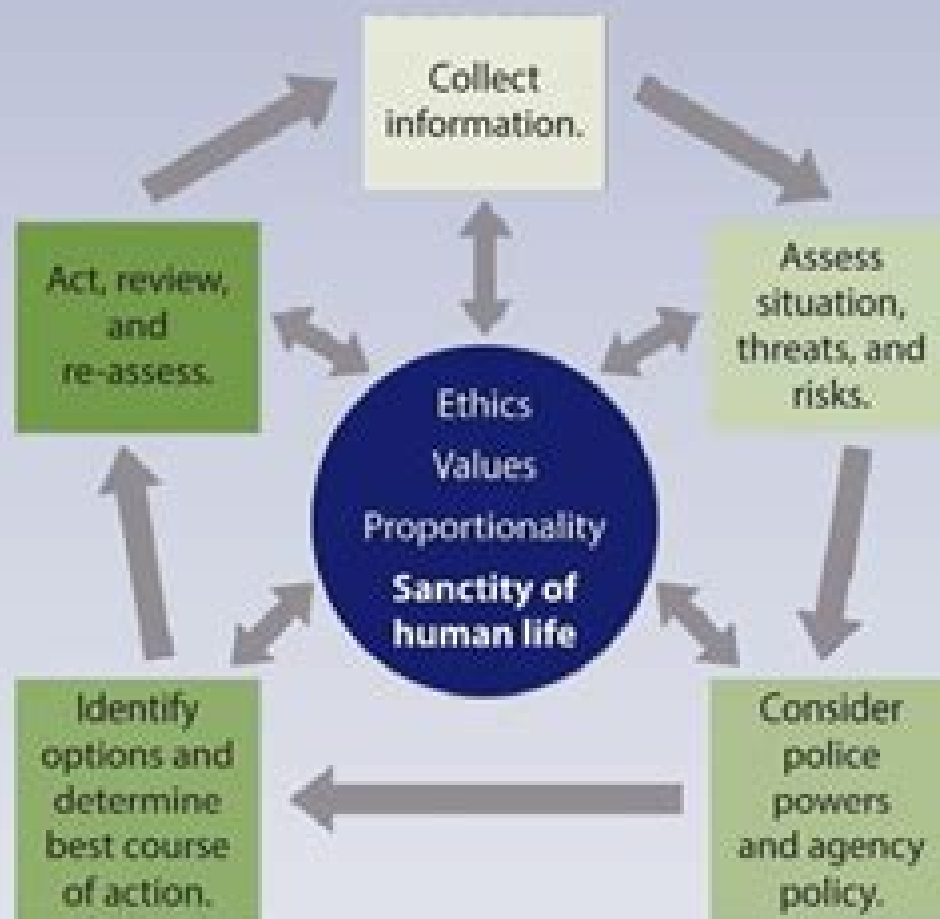 Collect
information.
Assess
situation,
threats, and
risks.
Consider
police
powers
and agency
policy.
Identify
options and
determine
best course
of action.
Act, review,
and
re-assess.
Ethics
Values
Proportionality
Sanctity of
human life